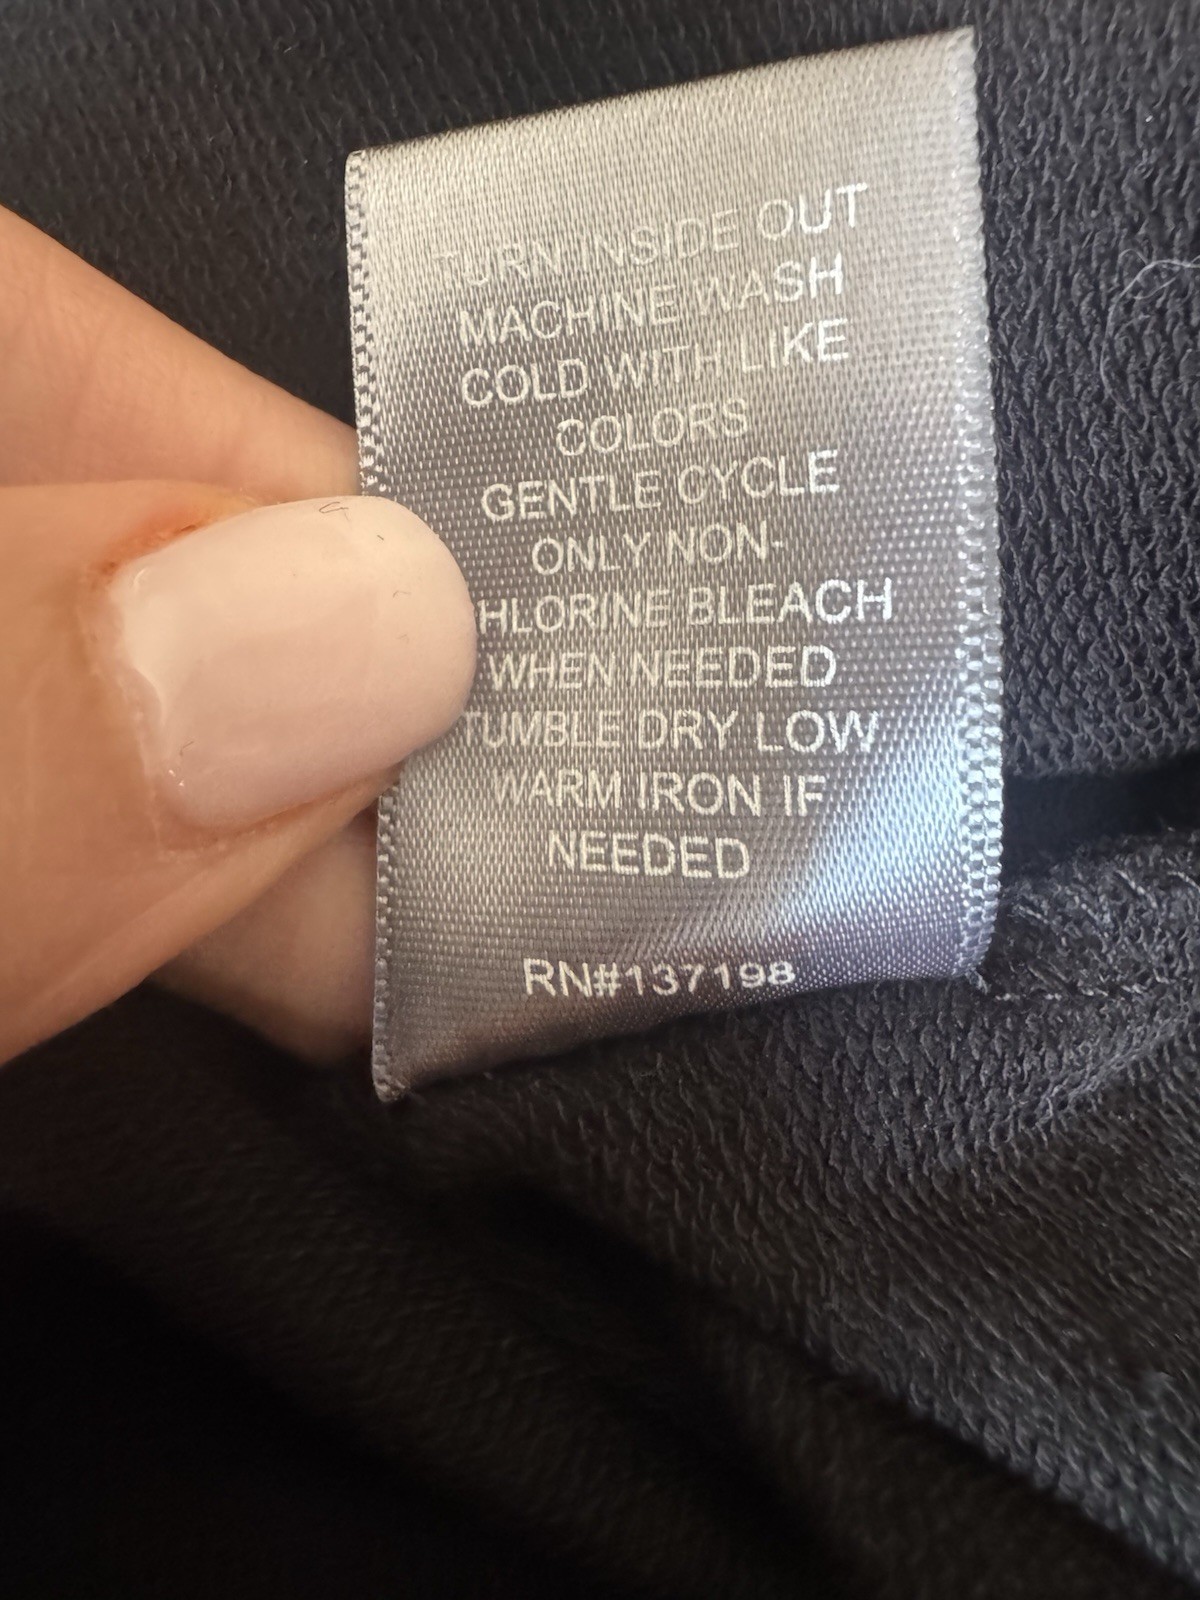 TURN INSIDE OUT
MACHINE WASH
COLD WITH LIKE
COLORS
GENTLE CYCLE
ONLY NON-
HLORINE BLEACH
WHEN NEEDED
TUMBLE DRY LOW
WARM IRON IF
NEEDED
RN#137198